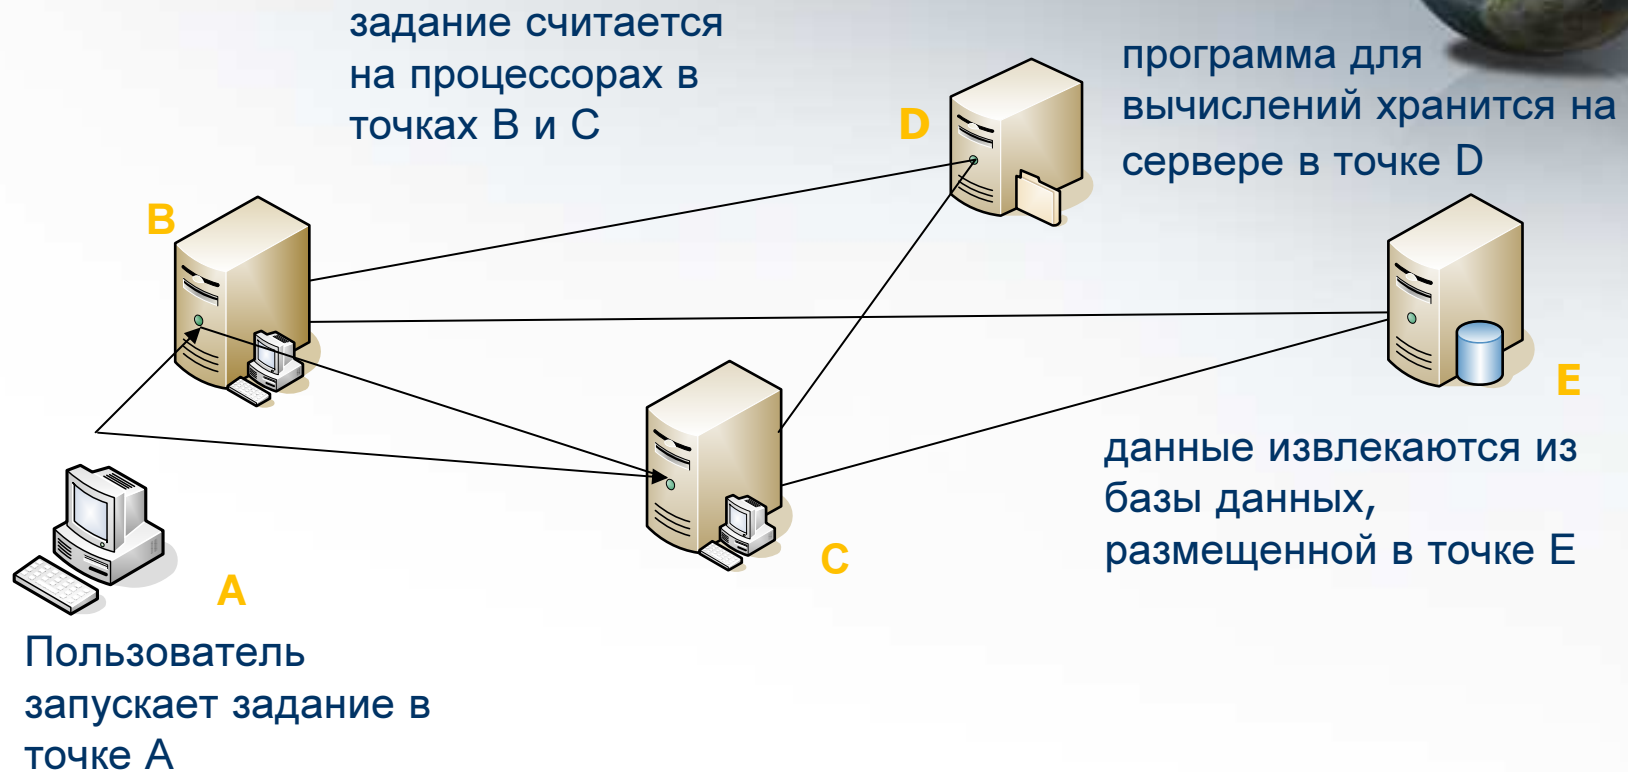 задание считается
на процессорах в
точках B и C
программа для
вычислений хранится на
сервере в точке D
D
B
E
данные извлекаются из
базы данных,
размещенной в точке E
C
A
Пользователь
запускает задание в
точке A